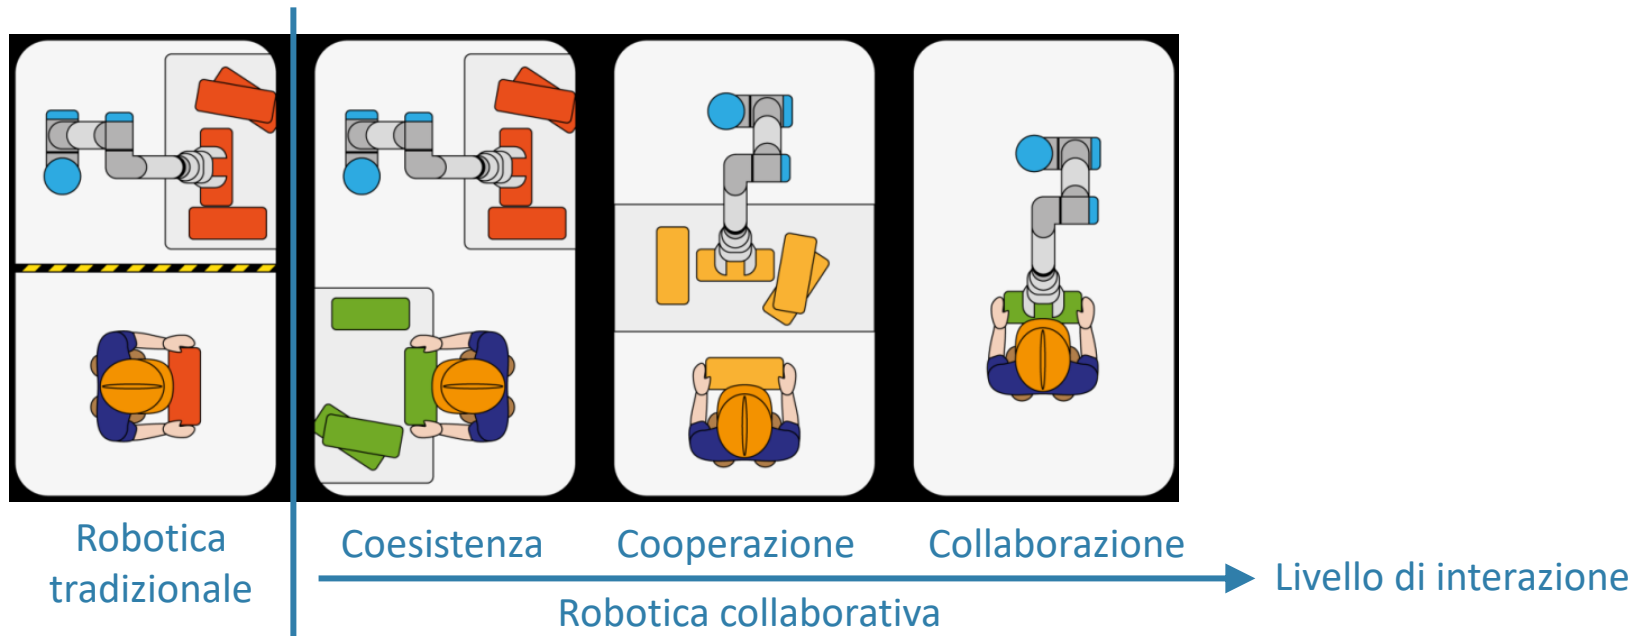 Robotica
tradizionale
Coesistenza
Cooperazione
Collaborazione
Livello di interazione
Robotica collaborativa